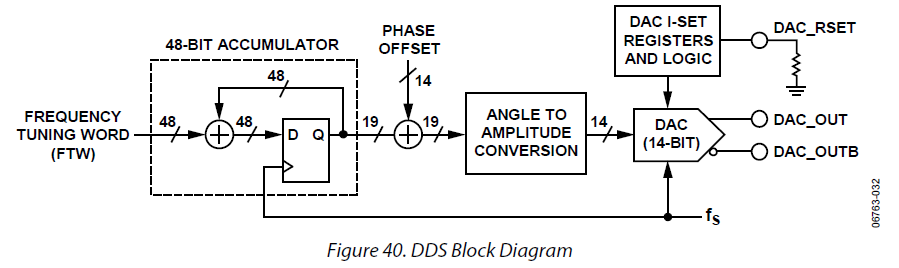 48-BIT ACCUMULATOR
PHASE
OFFSET
DAC I-SET
REGISTERS
AND LOGIC
DAC_RSET
48
14
FREQUENCY
TUNING WORD
(FTW)
48
48
D Q
19
19
ANGLE TO
AMPLITUDE
CONVERSION
14
DAC
(14-BIT)
DAC_OUT
DAC_OUTB
fS
06763-032
Figure 40. DDS Block Diagram